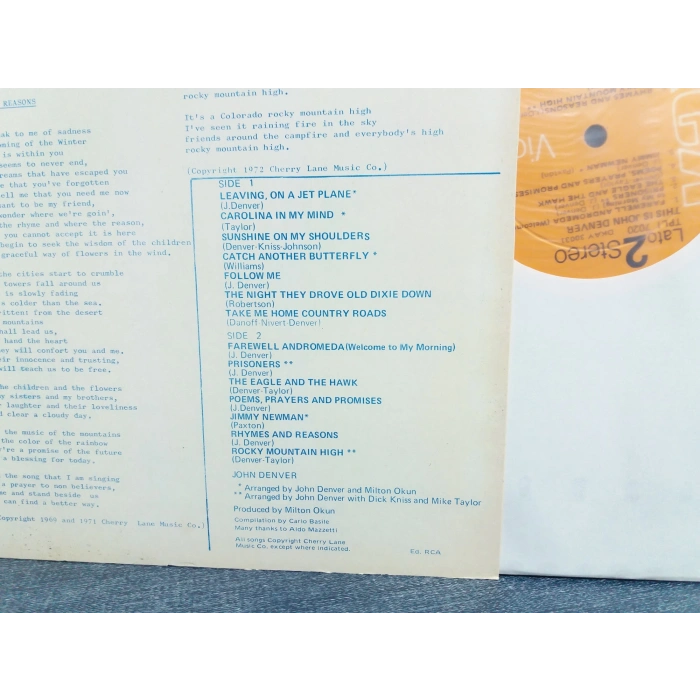 REASONS
ak to me of sadness
oming of the Winter
is within you
seems to never end,
reams that have escaped you
e that you've forgotten
ell me that you need me now
ant to be my friend,
wonder where we're goin',
the rhyme and where the reason,
you cannot accept it is here
begin to seek the wisdom of the children
graceful way of flowers in the wind.
the cities start to crumble
towers fall around us
is slowly fading
s colder than the sea.
ritten: from the desert
mountains
hall lead us,
hand the heart
ey will comfort you and me,
eir innocence and trusting,
will teach us to be free.
he children and the flowers
y sisters and my brothers,
laughter and their loveliness
d clear a cloudy day.
the music of the mountains
the color of the rainbow
're a promise of the future
s blessing for today.
the song that I am singing
a prayer to non believers,
me and stand beside us
can find a better way.
Copyright 1969 and 1971 Cherry Lane Music Co.)
rocky mountain high.
It's a Colorado rocky mountain high
I've seen it raining fire in the sky
friends around the campfire and everybody's high
rocky mountain high.
(Copyright 1972 Cherry Lane Music Co.)
SIDE 1
LEAVING, ON A JET PLANE*
(J.Denver)
CAROLINA IN MY MIND *
(Taylor)
SUNSHINE ON MY SHOULDERS
(Denver-Kniss-Johnson)
CATCH ANOTHER BUTTERFLY *
(Williams)
FOLLOW ME
(J. Denver)
THE NIGHT THEY DROVE OLD DIXIE DOWN
(Robertson)
TAKE ME HOME COUNTRY ROADS
(Danoff-Nivert-Denver)
SIDE 2
FAREWELL ANDROMEDA(Welcome to My Morning)
(J. Denver)
PRISONERS **
(J. Denver)
THE EAGLE AND THE HAWK
(Denver-Taylor)
POEMS, PRAYERS AND PROMISES
(J.Denver)
JIMMY NEWMAN*
(Paxton)
RHYMES AND REASONS
(J. Denver)
ROCKY MOUNTAIN HIGH **
(Denver-Taylor)
JOHN DENVER
* Arranged by John Denver and Milton Okun
** Arranged by John Denver with Dick Kniss and Mike Taylor
Produced by Milton Okun
Compilation by Carlo Basile
Many thanks to Aldo Mazzetti
All songs Copyright Cherry Lane
Music Co. except where indicated.
Ed. RCA
Vic
Lato 2 Stereo
TPL1 7020
THIS IS JOHN DENVER